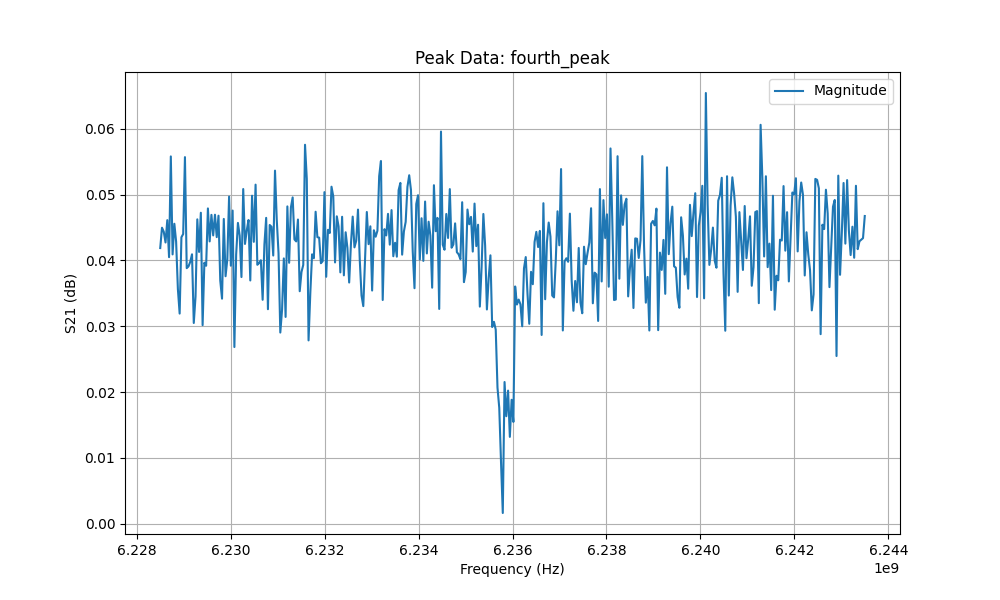 Peak Data: fourth_peak
Magnitude
S21 (dB)
0.06
0.05
0.04
0.03
0.02
0.01
0.00
6.228 6.230 6.232 6.234 6.236 6.238 6.240 6.242 6.244
1e9
Frequency (Hz)